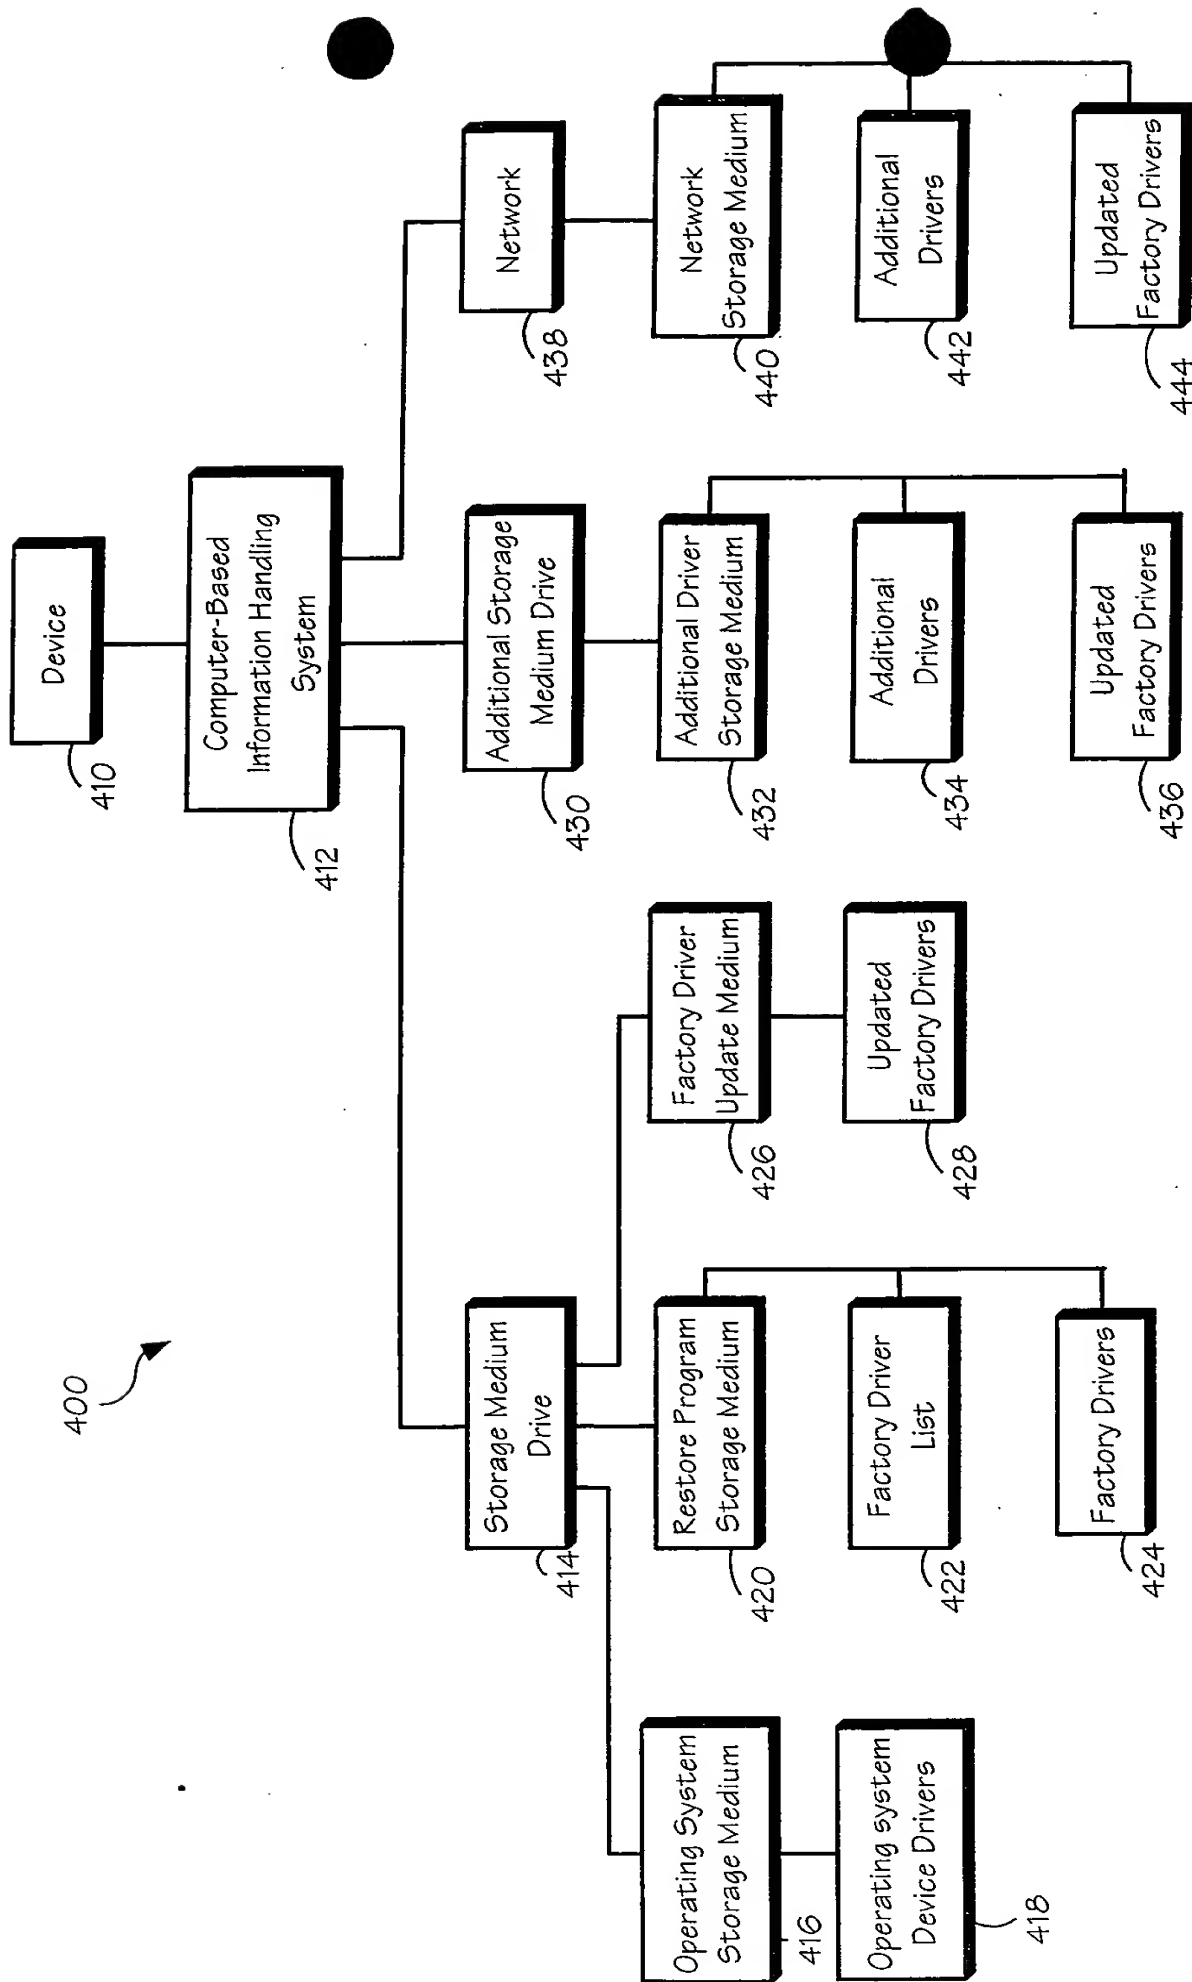 400
Device
410
Computer-Based
Information Handling
System
412
Storage Medium
Drive
414
Additional Storage
Medium Drive
430
Network
438
Operating System
Storage Medium
416
Restore Program
Storage Medium
420
Factory Driver
Update Medium
426
Additional Driver
Storage Medium
432
Network
Storage Medium
440
Operating system
Device Drivers
418
Factory Driver
List
422
Updated
Factory Drivers
428
Additional
Drivers
434
Additional
Drivers
442
Factory Drivers
424
Updated
Factory Drivers
436
Updated
Factory Drivers
444